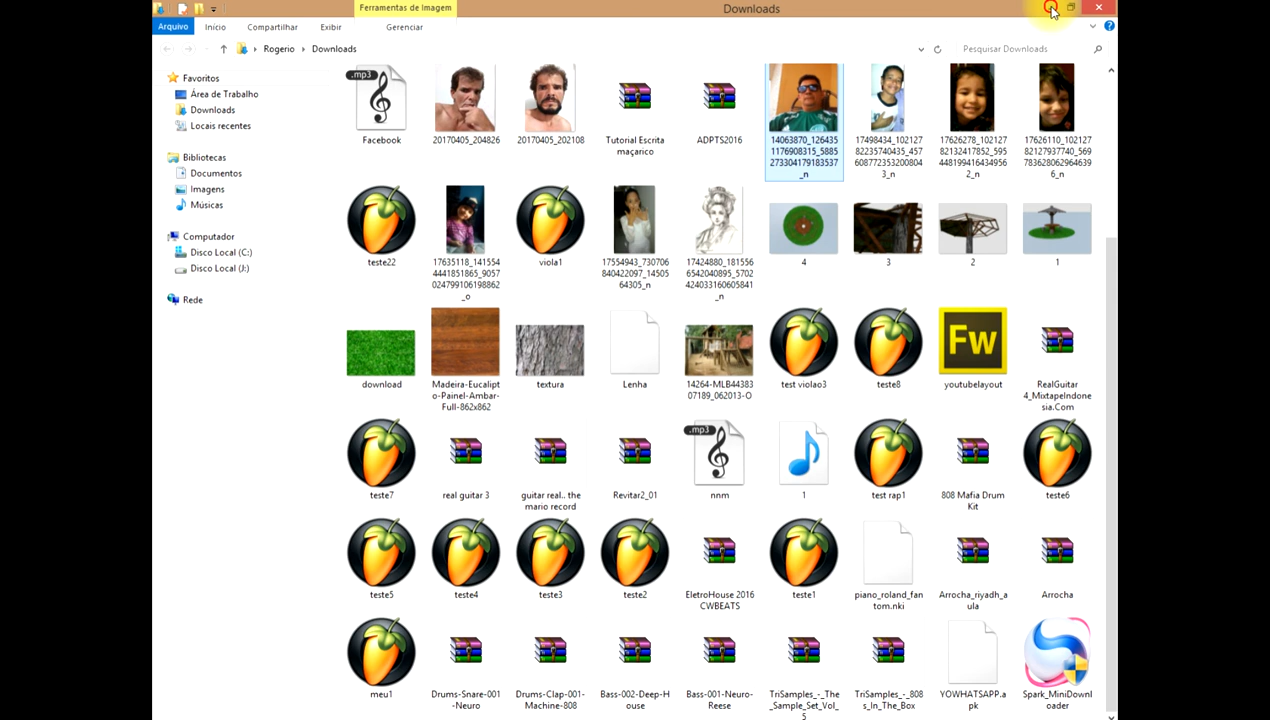 Ferramentas de Imagem
Downloads
Arquivo
Início
Compartilhar
Exibir
Gerenciar
Rogerio
Downloads
Pesquisar Downloads
Favoritos
Área de Trabalho
Downloads
Locais recentes
Bibliotecas
Documentos
Imagens
Músicas
Computador
Disco Local (C:)
Disco Local (J:)
Rede
.mp3
Facebook
20170405_204826
20170405_202108
Tutorial Escrita
maçarico
ADPTS2016
14063870_126435
1176908315_5885
273304179183537
_n
17498434_102127
82235740435_457
608772353200804
3_n
17626278_102127
82132417852_595
448199416434956
2_n
17626110_102127
82127937740_569
783628062964639
6_n
teste22
17635118_141554
4441851865_9057
024799106198862
_o
viola1
17554943_730706
840422097_14505
64305_n
17424880_181556
6542040895_5702
424033160605841
_n
4
3
2
1
download
Madeira-Eucalip
to-Painel-Ambar-
Full-862x862
textura
Lenha
14264-MLB44383
07189_062013-O
test violao3
teste8
Fw
youtubelayout
RealGuitar
4_MixtapeIndone
sia.Com
teste7
real guitar 3
guitar real.. the
mario record
Revitar2_01
.mp3
nnm
1
test rap1
808 Mafia Drum
Kit
teste6
teste5
teste4
teste3
teste2
EletroHouse 2016
CWBEATS
teste1
piano_roland_fan
tom.nki
Arrocha_riyadh_a
ula
Arrocha
meu1
Drums-Snare-001
-Neuro
Drums-Clap-001-
Machine-808
Bass-002-Deep-H
ouse
Bass-001-Neuro-
Reese
TriSamples_-_The
_Sample_Set_Vol_
5
TriSamples_-_808
s_In_The_Box
YOWHATSAPP.a
pk
Spark_MiniDownl
oader